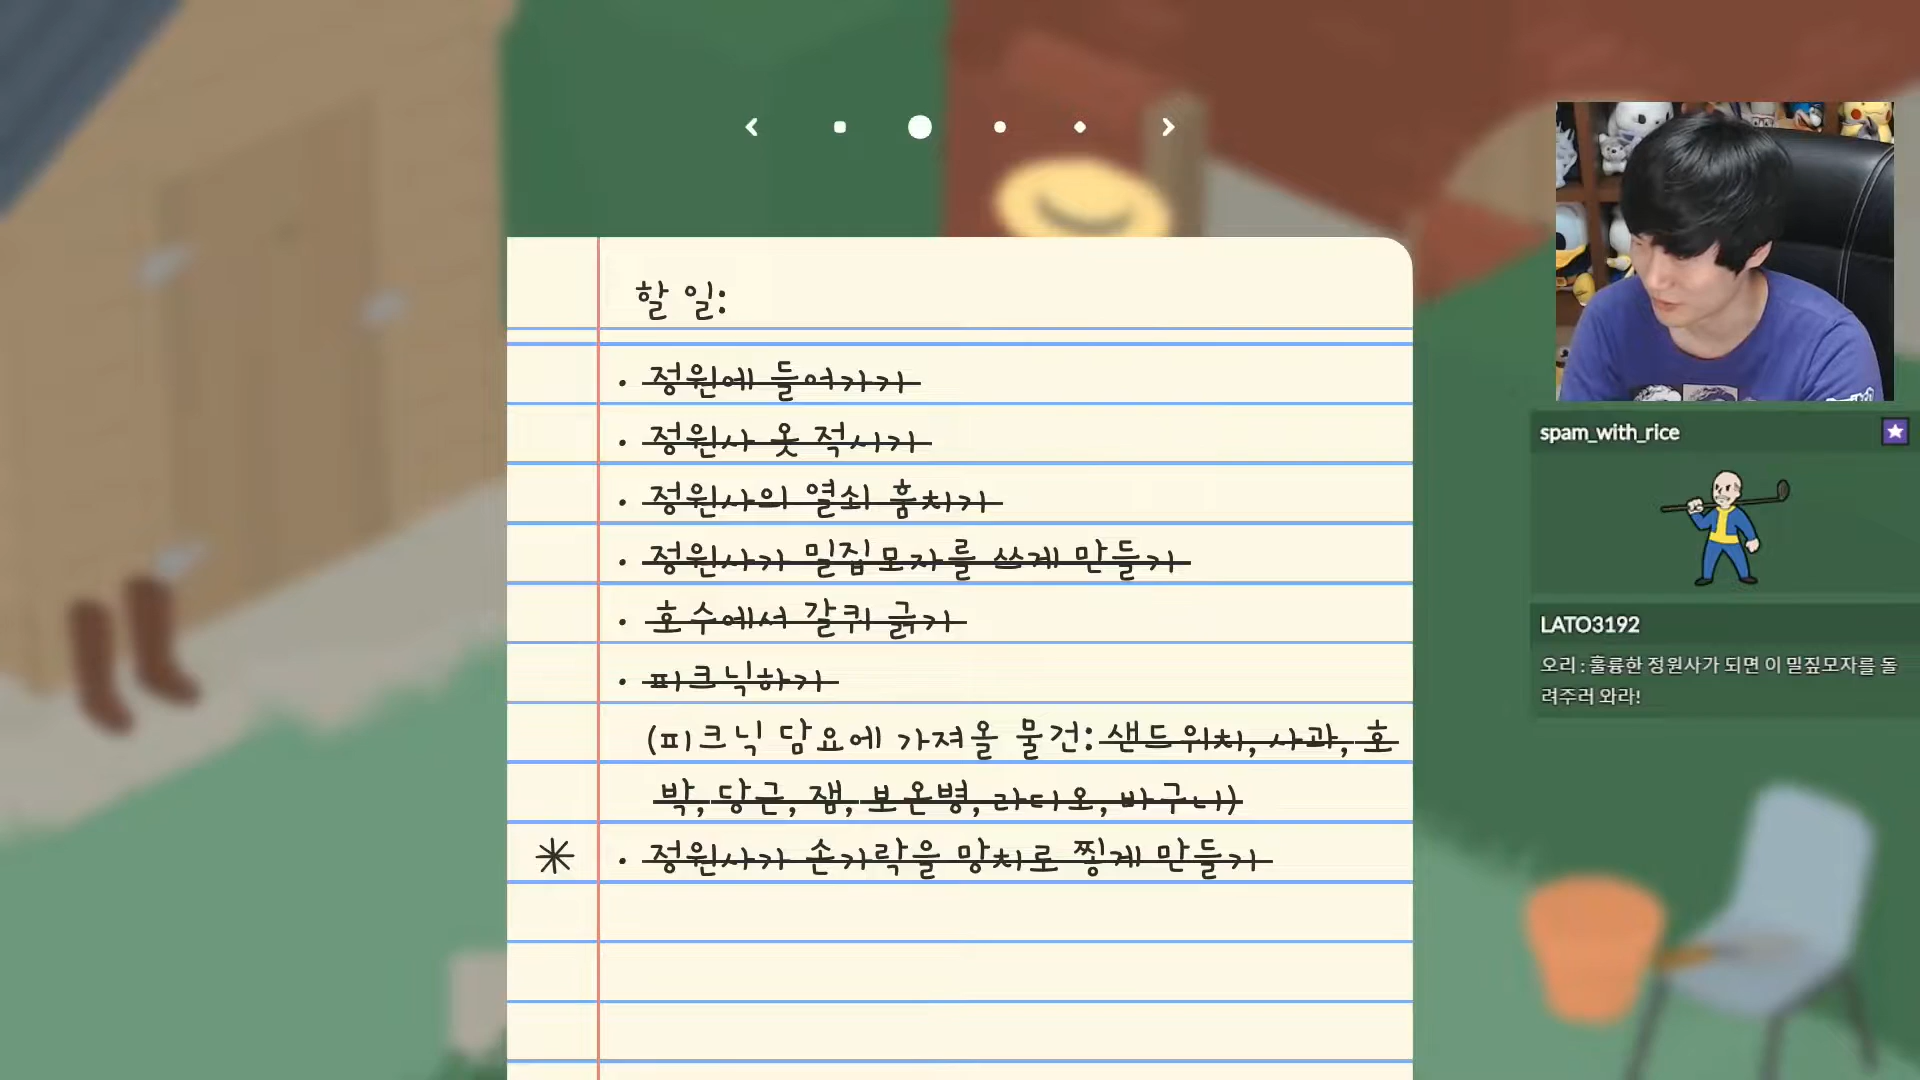 할 일:
· 정원에 들어가기
· 정원사 옷 적시기
· 정원사의 열쇠 훔치기
· 정원사가 밀짚모자를 쓰게 만들기
· 호수에서 갈퀴 긁기
· 피크닉하기
(피크닉 담요에 가져올 물건: 샌드위치, 사과, 호
박, 당근, 잼, 보온병, 라디오, 바구니)
· 정원사가 손가락을 망치로 찧게 만들기
spam_with_rice
LATO3192
오리 : 훌륭한 정원사가 되면 이 밀짚모자를 돌
려주러 와라!